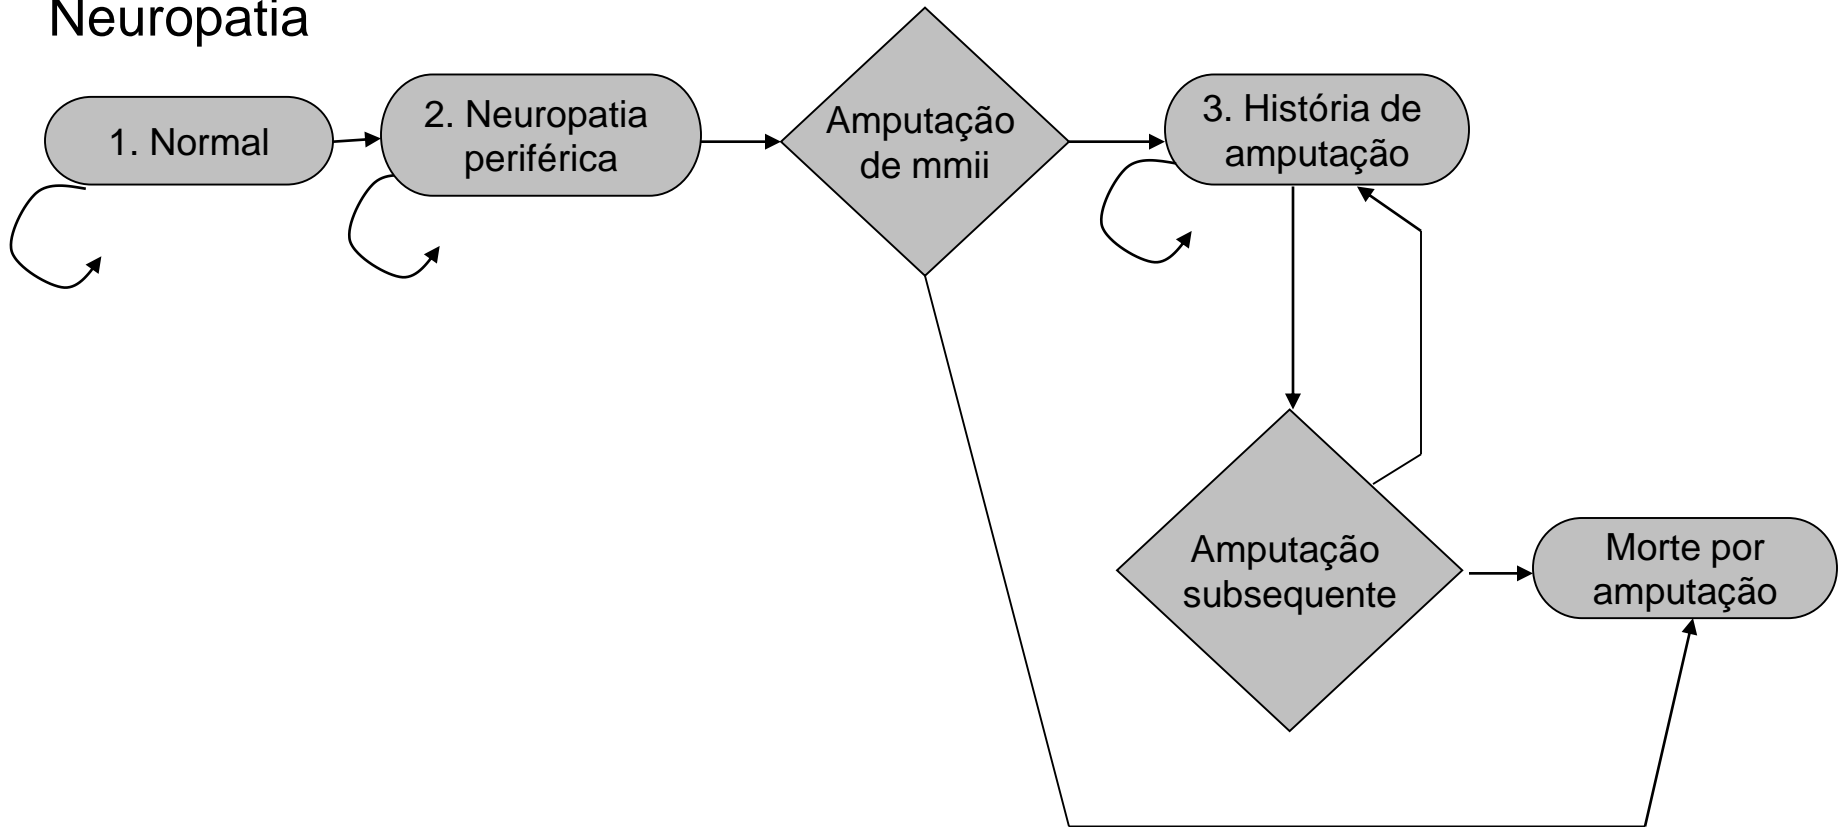 Neuropatia
1. Normal
2. Neuropatia
periférica
Amputação
de mmii
3. História de
amputação
Amputação
subsequente
Morte por
amputação